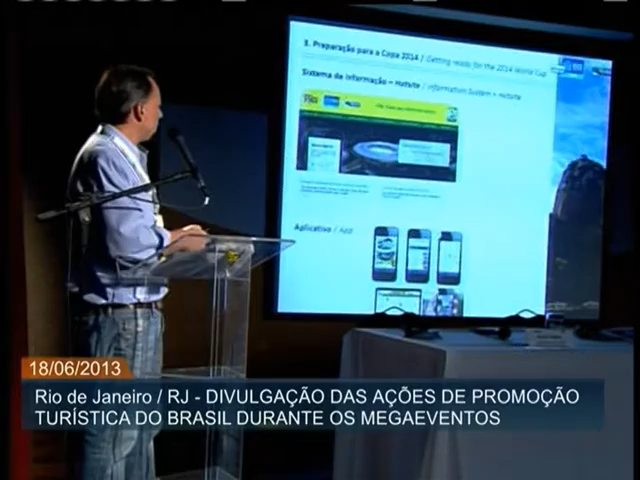 3. Preparação para a Copa 2014 / Getting ready for the 2014 World Cup
Sistema de Informação – Hotsite / Information System – Hotsite
Aplicativo / App
18/06/2013
Rio de Janeiro / RJ - DIVULGAÇÃO DAS AÇÕES DE PROMOÇÃO
TURÍSTICA DO BRASIL DURANTE OS MEGAEVENTOS